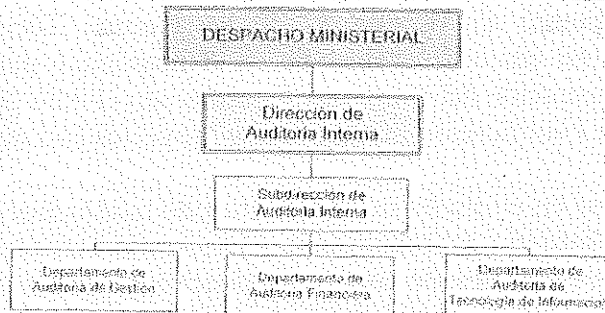 DESPACHO MINISTERIAL
Dirección de
Auditoría Interna
Subdirección de
Auditoría Interna
Departamento de
Auditoría de Gestión
Departamento de
Auditoría Financiera
Departamento de
Auditoría de
Tecnología de Información